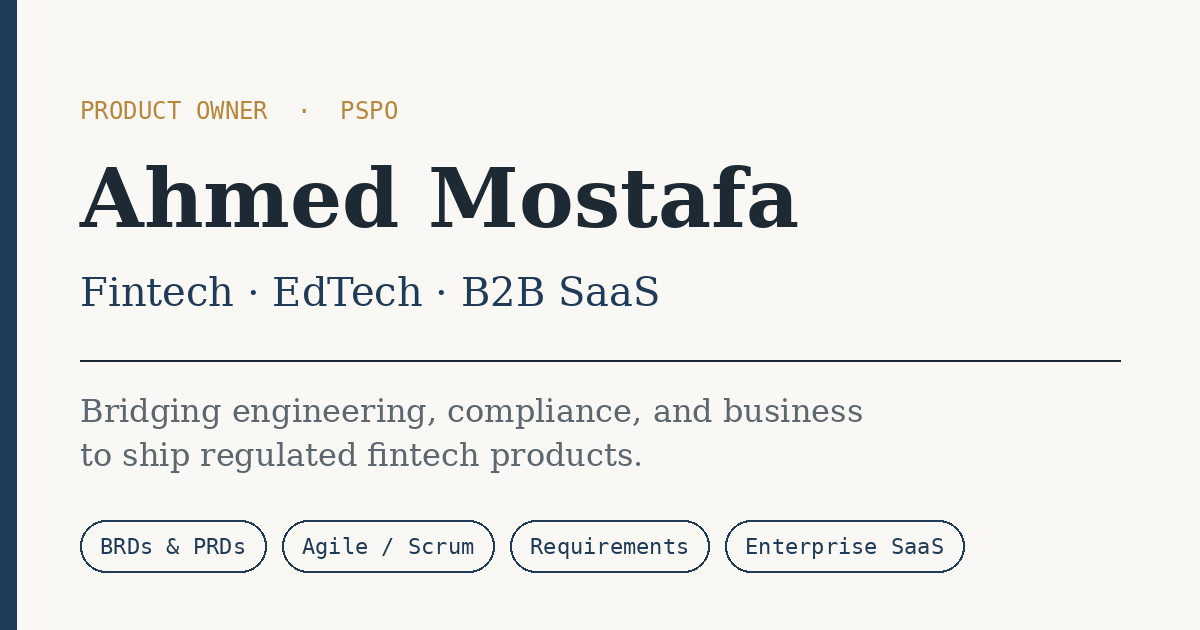 PRODUCT OWNER · PSPO
Ahmed Mostafa
Fintech · EdTech · B2B SaaS
Bridging engineering, compliance, and business
to ship regulated fintech products.
BRDs & PRDs
Agile / Scrum
Requirements
Enterprise SaaS